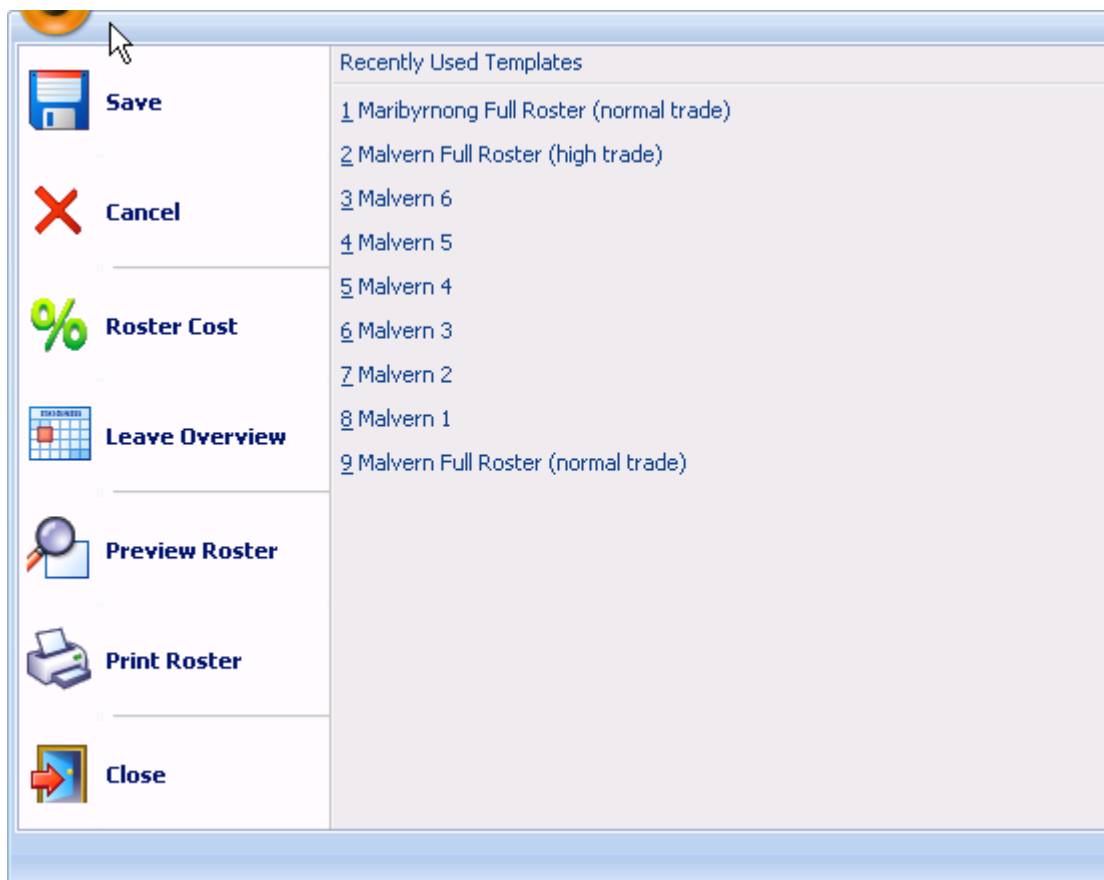 Save
Cancel
Roster Cost
Leave Overview
Preview Roster
Print Roster
Close
Recently Used Templates
1 Maribyrnong Full Roster (normal trade)
2 Malvern Full Roster (high trade)
3 Malvern 6
4 Malvern 5
5 Malvern 4
6 Malvern 3
7 Malvern 2
8 Malvern 1
9 Malvern Full Roster (normal trade)